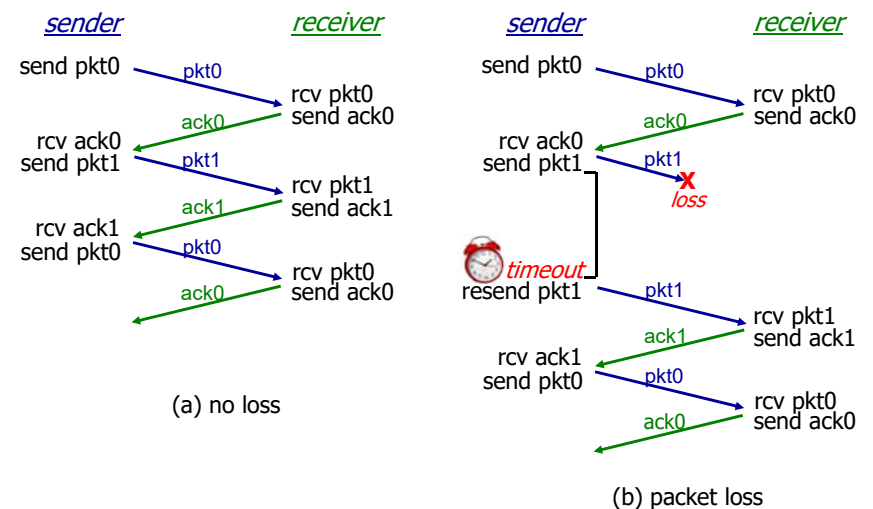 sender
receiver
send pkt0
pkt0
rcv pkt0
send ack0
ack0
rcv ack0
send pkt1
pkt1
rcv pkt1
send ack1
ack1
rcv ack1
send pkt0
pkt0
rcv pkt0
send ack0
ack0
(a) no loss
sender
receiver
send pkt0
pkt0
rcv pkt0
send ack0
ack0
rcv ack0
send pkt1
pkt1
X
loss
timeout
resend pkt1
pkt1
rcv pkt1
send ack1
ack1
rcv ack1
send pkt0
pkt0
rcv pkt0
send ack0
ack0
(b) packet loss